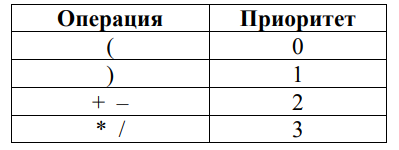 Операция Приоритет
( 0
) 1
+ – 2
* / 3